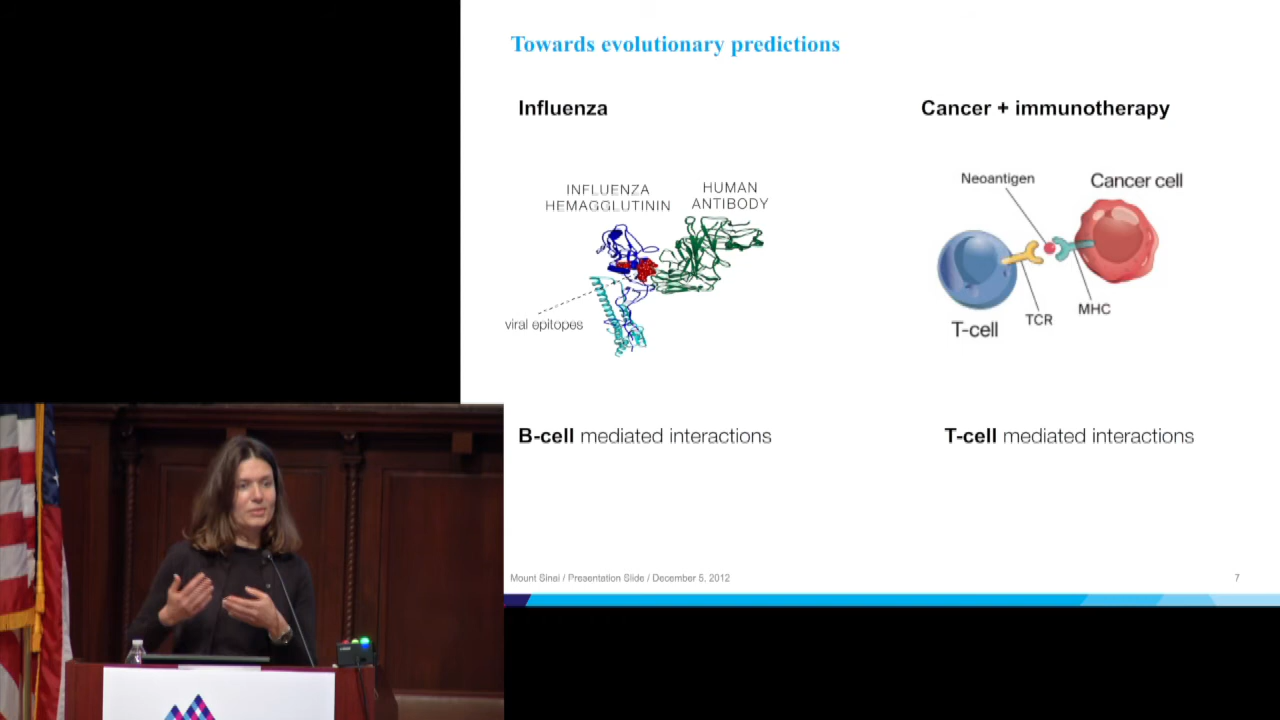 Towards evolutionary predictions
Influenza
Cancer + immunotherapy
INFLUENZA
HEMAGGLUTININ
HUMAN
ANTIBODY
viral epitopes
Neoantigen
Cancer cell
T-cell
TCR
MHC
B-cell mediated interactions
T-cell mediated interactions
Mount Sinai / Presentation Slide / December 5, 2012
7